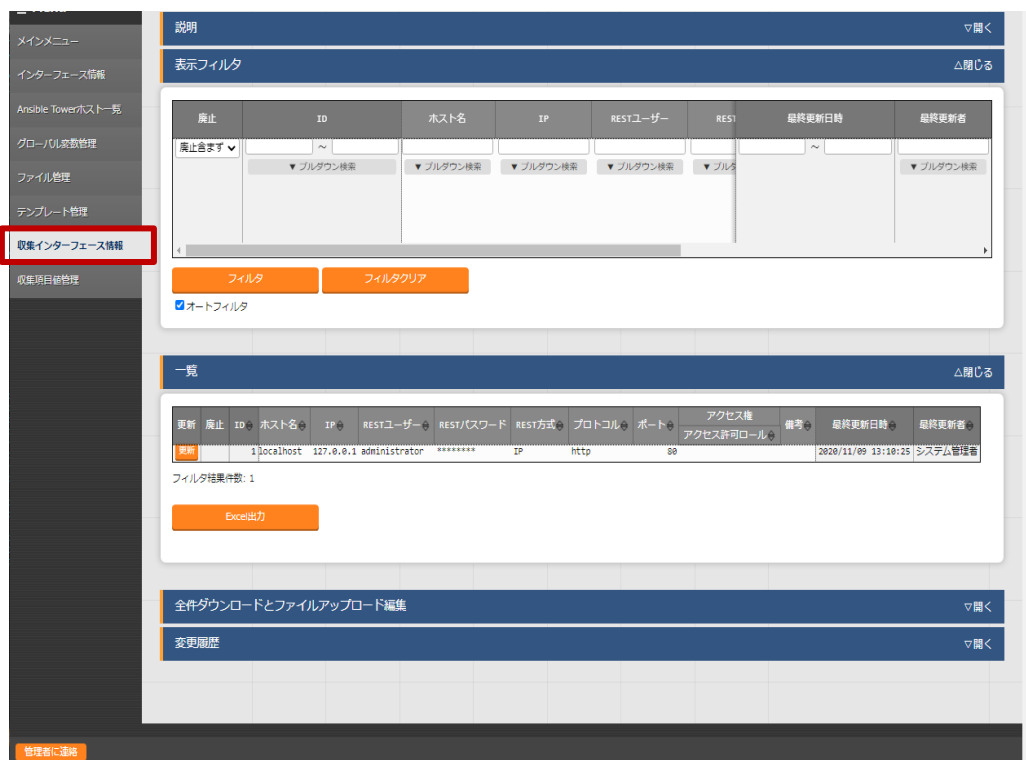 メインメニュー
インターフェース情報
Ansible Towerホスト一覧
グローバル変数管理
ファイル管理
テンプレート管理
収集インターフェース情報
収集項目値管理
説明 ▽開く
表示フィルタ △閉じる
廃止 ID ホスト名 IP RESTユーザー REST 最終更新日時 最終更新者
廃止含まず ~ ~
▼ プルダウン検索 ▼ プルダウン検索 ▼ プルダウン検索 ▼ プルダウン検索 ▼ プルダ ▼ プルダウン検索
フィルタ フィルタクリア
オートフィルタ
一覧 △閉じる
更新 廃止 ID ホスト名 IP RESTユーザー REST/パスワード REST方式 プロトコル ポート アクセス権 備考 最終更新日時 最終更新者
アクセス許可ロール
更新 1 localhost 127.0.0.1 administrator ******** IP http 80 2020/11/09 13:10:25 システム管理者
フィルタ結果件数: 1
Excel出力
全件ダウンロードとファイルアップロード編集 ▽開く
変更履歴 ▽開く
管理者に連絡